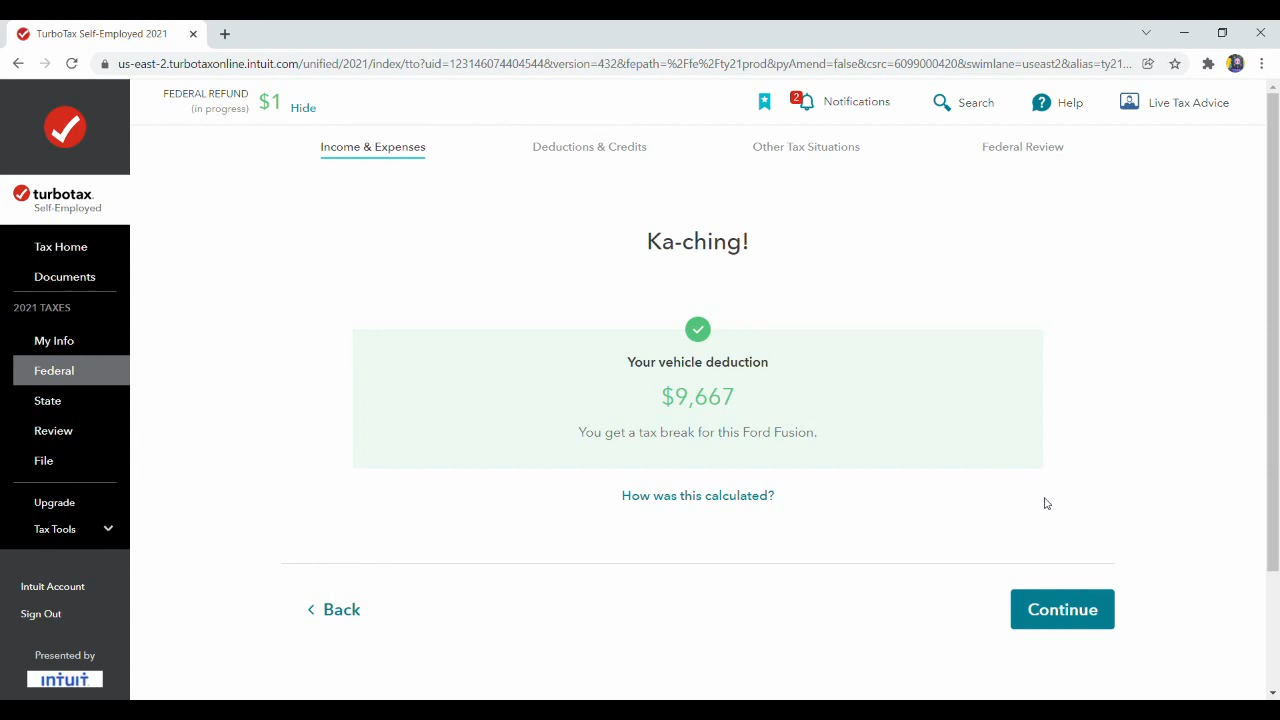 TurboTax Self-Employed 2021
us-east-2.turbotaxonline.intuit.com/unified/2021/index/tto?uid=123146074404544&version=432&fepath=%2Ffe%2Fty21prod&pyAmend=false&csrc=6099000420&swimlane=useast2&alias=ty21...
FEDERAL REFUND
(in progress)
$1
Hide
2
Notifications
Search
Help
Live Tax Advice
Income & Expenses
Deductions & Credits
Other Tax Situations
Federal Review
turbotax
Self-Employed
Tax Home
Documents
2021 TAXES
My Info
Federal
State
Review
File
Upgrade
Tax Tools
Intuit Account
Sign Out
Presented by
INTUIT
Ka-ching!
Your vehicle deduction
$9,667
You get a tax break for this Ford Fusion.
How was this calculated?
Back
Continue